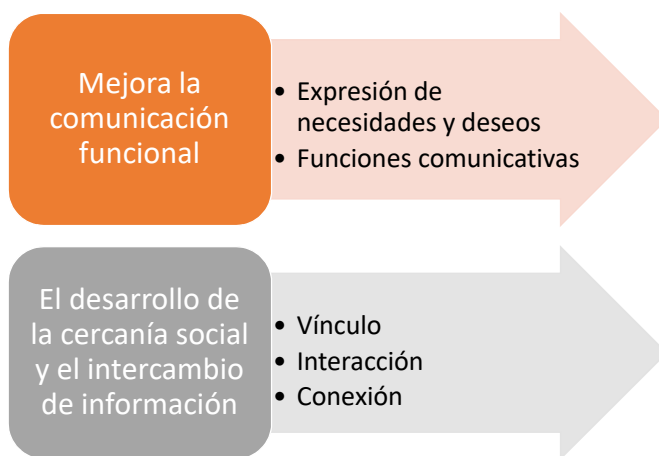 Mejora la
comunicación
funcional
• Expresión de
necesidades y deseos
• Funciones comunicativas
El desarrollo de
la cercanía social
y el intercambio
de información
• Vínculo
• Interacción
• Conexión